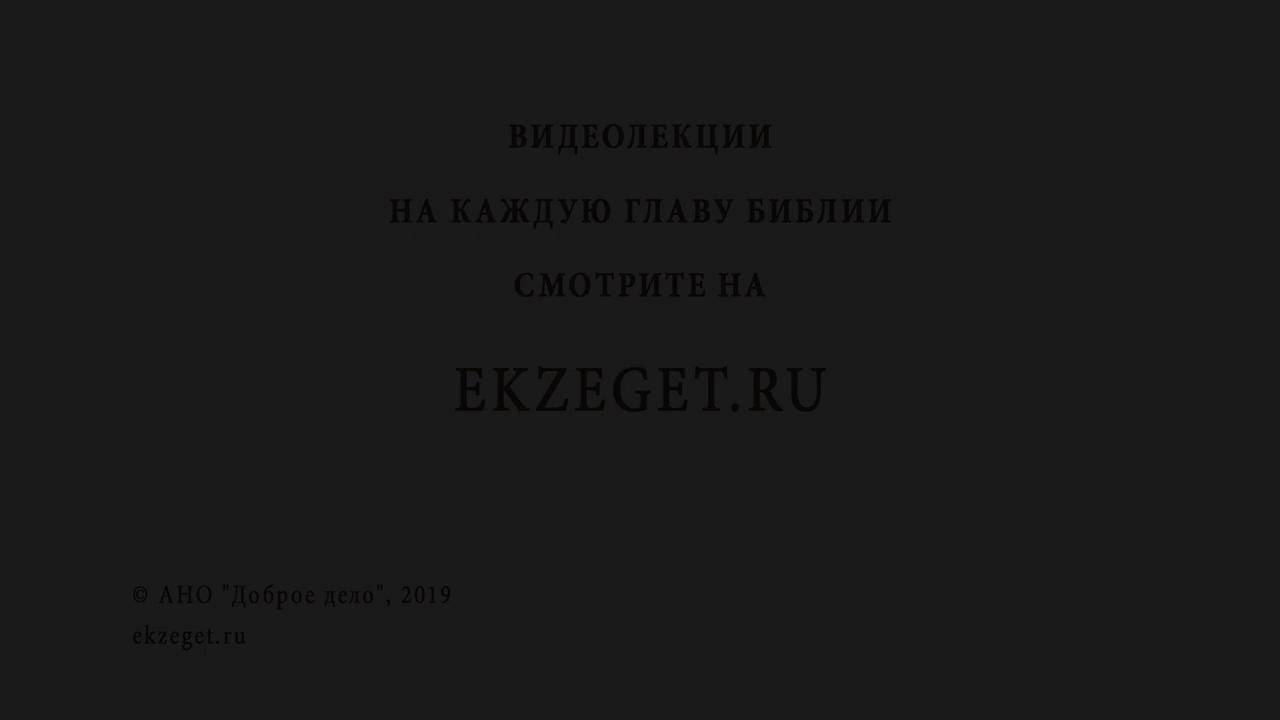 ВИДЕОЛЕКЦИИ
НА КАЖДУЮ ГЛАВУ БИБЛИИ
СМОТРИТЕ НА
EKZEGET.RU
© АНО "Доброе дело", 2019
ekzeget.ru